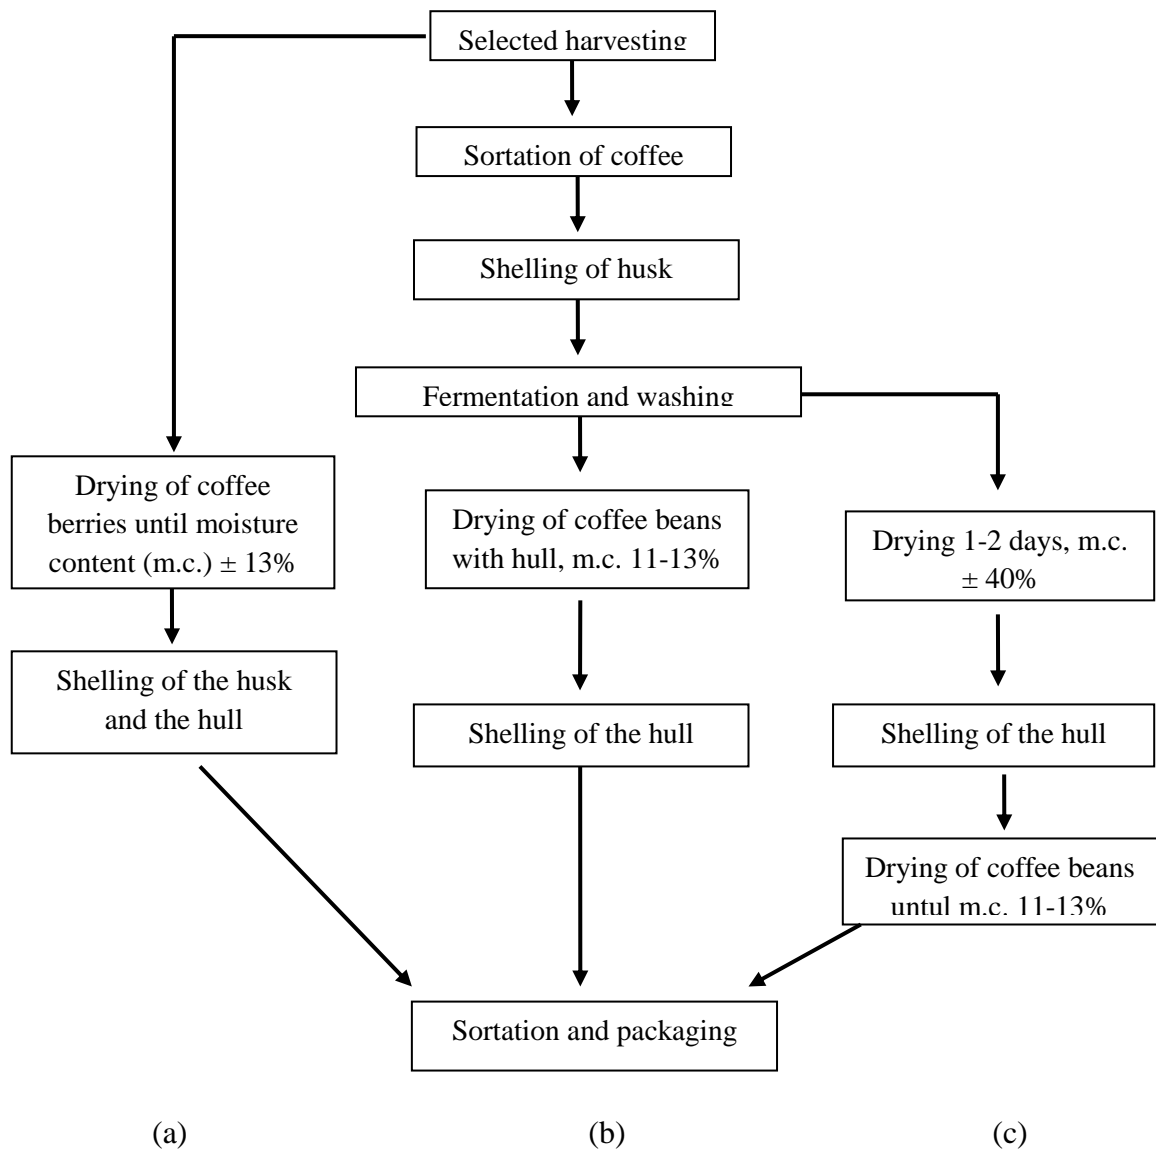 Selected harvesting
Sortation of coffee
Shelling of husk
Fermentation and washing
Drying of coffee
berries until moisture
content (m.c.) ± 13%
Drying of coffee beans
with hull, m.c. 11-13%
Drying 1-2 days, m.c.
± 40%
Shelling of the husk
and the hull
Shelling of the hull
Shelling of the hull
Drying of coffee beans
untul m.c. 11-13%
Sortation and packaging
(a)
(b)
(c)